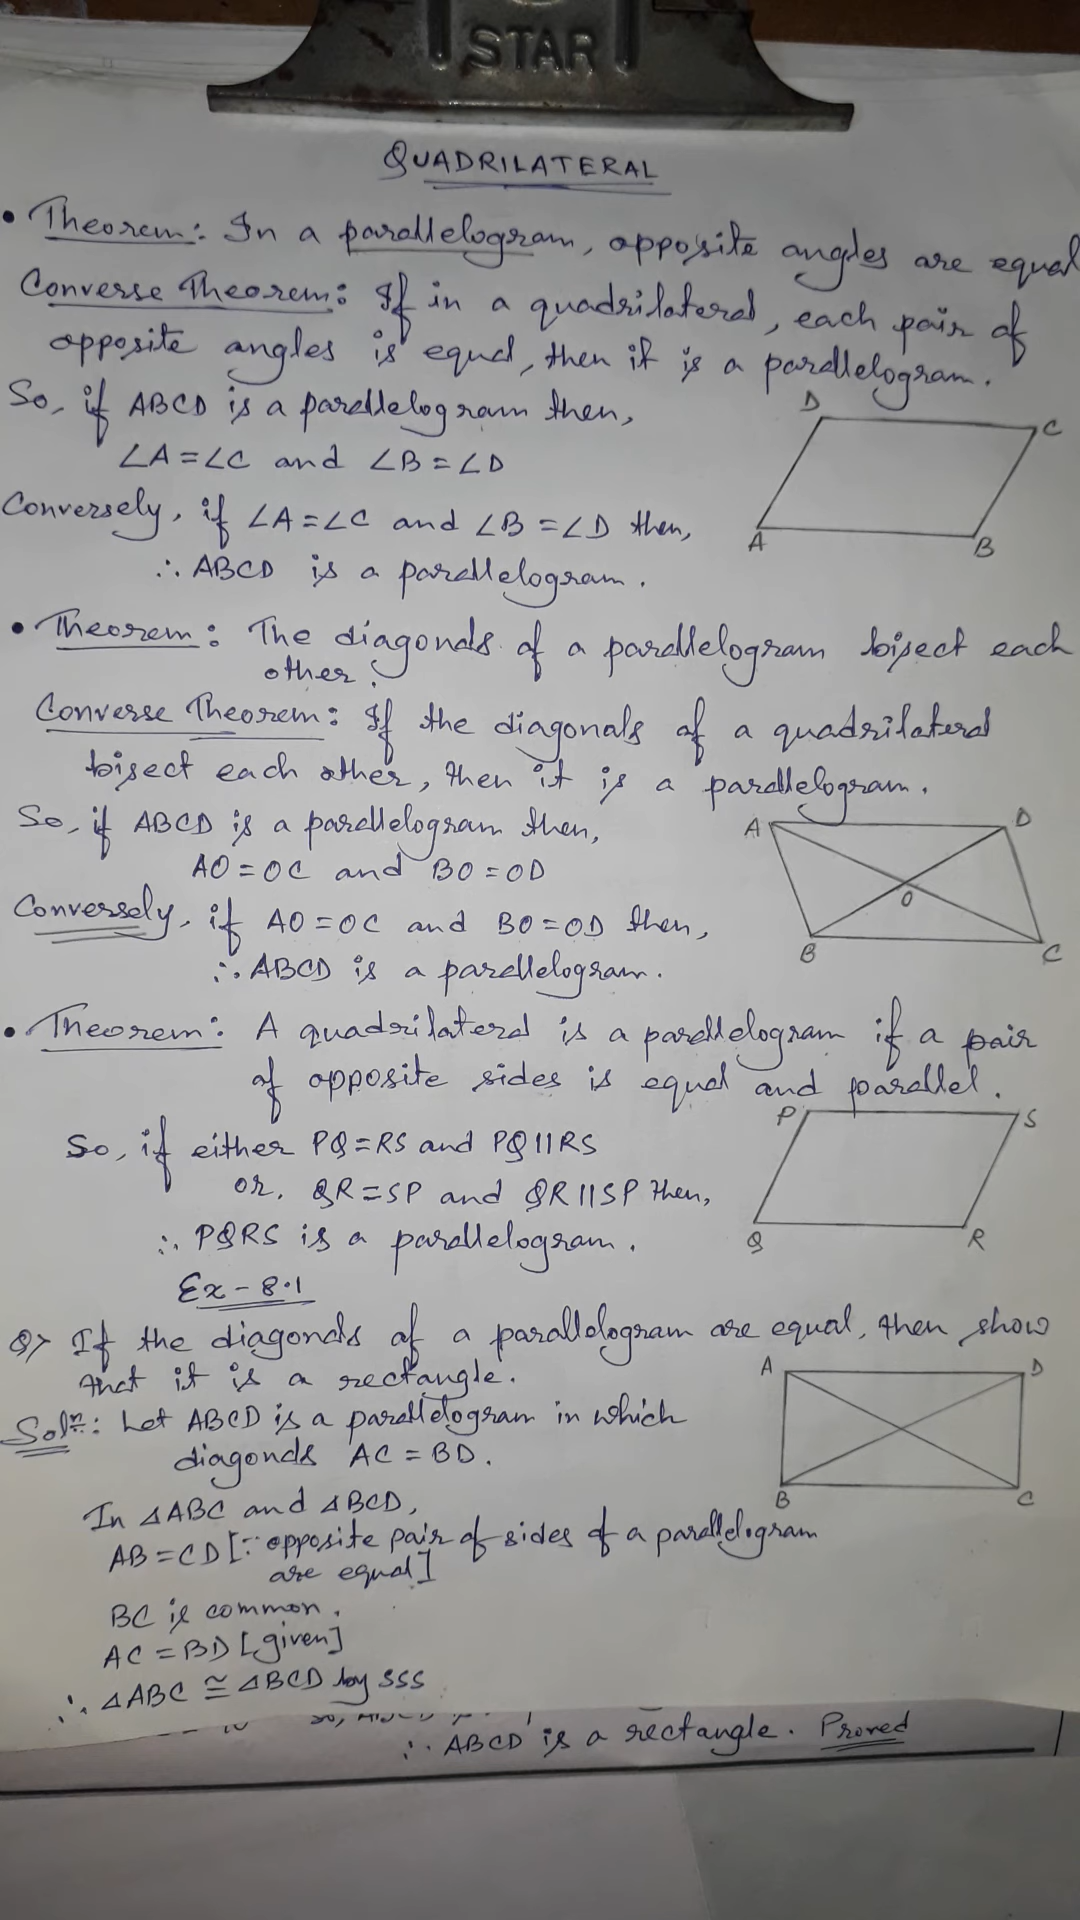 STAR
QUADRILATERAL
• Theorem: In a parallelogram, opposite angles are equal
Converse Theorem: If in a quadrilateral, each pair of
opposite angles is equal, then it is a parallelogram.
So, if ABCD is a parallelogram then,
∠A = ∠C and ∠B = ∠D
Conversely, if ∠A = ∠C and ∠B = ∠D then,
∴ ABCD is a parallelogram.
D
C
A
B
• Theorem: The diagonals of a parallelogram bisect each
other.
Converse Theorem: If the diagonals of a quadrilateral
bisect each other, then it is a parallelogram.
So, if ABCD is a parallelogram then,
AO = OC and BO = OD
Conversely, if AO = OC and BO = OD then,
∴ ABCD is a parallelogram.
A
D
O
B
C
• Theorem: A quadrilateral is a parallelogram if a pair
of opposite sides is equal and parallel.
So, if either PQ = RS and PQ || RS
or, QR = SP and QR || SP then,
∴ PQRS is a parallelogram.
P
S
Q
R
Ex - 8.1
Q> If the diagonals of a parallelogram are equal, then show
that it is a rectangle.
Solⁿ: Let ABCD is a parallelogram in which
diagonals AC = BD.
A
D
B
C
In ΔABC and ΔBCD,
AB = CD [∵ opposite pair of sides of a parallelogram
are equal]
BC is common.
AC = BD [given]
∴ ΔABC ≅ ΔBCD by SSS
∴ ABCD is a rectangle. Proved